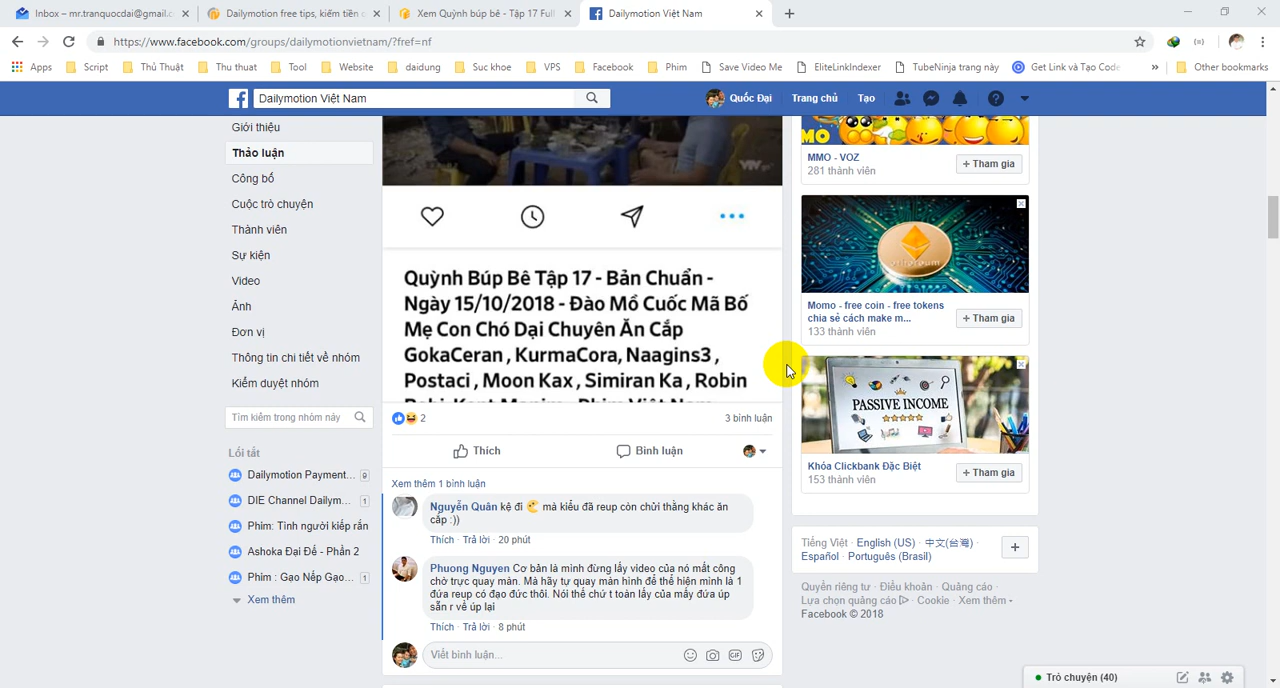 Inbox – mr.tranquocdai@gmail.c
Dailymotion free tips, kiếm tiền c
Xem Quỳnh búp bê - Tập 17 Full
Dailymotion Việt Nam
https://www.facebook.com/groups/dailymotionvietnam/?fref=nf
Apps
Script
Thủ Thuật
Thu thuat
Tool
Website
daidung
Suc khoe
VPS
Facebook
Phim
Save Video Me
EliteLinkIndexer
TubeNinja trang này
Get Link và Tạo Code
»
Other bookmarks
Dailymotion Việt Nam
Quốc Đại
Trang chủ
Tạo
Giới thiệu
Thảo luận
Công bố
Cuộc trò chuyện
Thành viên
Sự kiện
Video
Ảnh
Đơn vị
Thông tin chi tiết về nhóm
Kiểm duyệt nhóm
Tìm kiếm trong nhóm này
Lối tắt
Dailymotion Payment... 9
DIE Channel Dailym... 1
Phim: Tình người kiếp rắn
Ashoka Đại Đế - Phần 2
Phim : Gạo Nếp Gạo... 1
Xem thêm
VTV
Quỳnh Búp Bê Tập 17 - Bản Chuẩn -
Ngày 15/10/2018 - Đào Mồ Cuốc Mã Bố
Mẹ Con Chó Dại Chuyên Ăn Cắp
GokaCeran , KurmaCora, Naagins3 ,
Postaci , Moon Kax , Simiran Ka , Robin
2
3 bình luận
Thích
Bình luận
Xem thêm 1 bình luận
Nguyễn Quân kệ đi mà kiểu đã reup còn chửi thằng khác ăn
cắp :))
Thích · Trả lời · 20 phút
Phuong Nguyen Cơ bản là mình đừng lấy video của nó mất công
chờ trực quay màn. Mà hãy tự quay màn hình để thể hiện mình là 1
đứa reup có đạo đức thôi. Nói thế chứ t toàn lấy của mấy đứa úp
sẵn r về úp lại
Thích · Trả lời · 8 phút
Viết bình luận...
GIF
MO
MMO - VOZ
281 thành viên
+ Tham gia
Momo - free coin - free tokens
chia sẻ cách make m...
133 thành viên
+ Tham gia
PASSIVE INCOME
Khóa Clickbank Đặc Biệt
153 thành viên
+ Tham gia
Tiếng Việt · English (US) · 中文(台灣) ·
Español · Português (Brasil)
Quyền riêng tư · Điều khoản · Quảng cáo ·
Lựa chọn quảng cáo · Cookie · Xem thêm
Facebook © 2018
Trò chuyện (40)